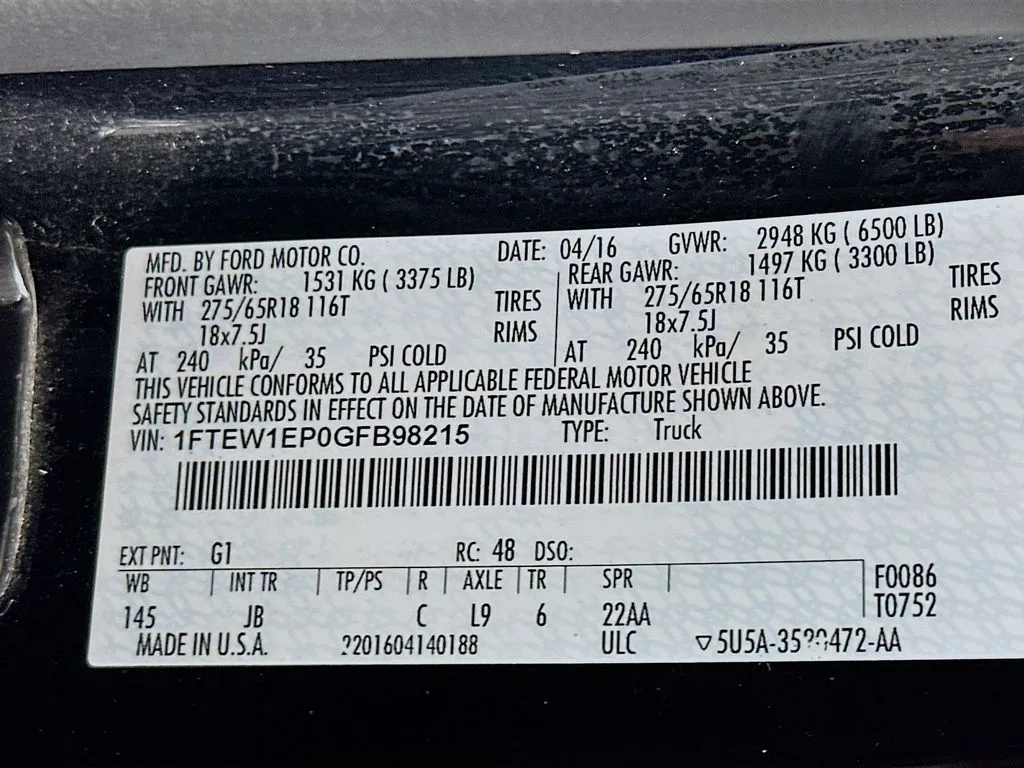 MFD. BY FORD MOTOR CO. DATE: 04/16 GVWR: 2948 KG ( 6500 LB)
FRONT GAWR: 1531 KG ( 3375 LB) REAR GAWR: 1497 KG ( 3300 LB)
WITH 275/65R18 116T TIRES WITH 275/65R18 116T TIRES
18x7.5J RIMS 18x7.5J RIMS
AT 240 kPa/ 35 PSI COLD AT 240 kPa/ 35 PSI COLD
THIS VEHICLE CONFORMS TO ALL APPLICABLE FEDERAL MOTOR VEHICLE
SAFETY STANDARDS IN EFFECT ON THE DATE OF MANUFACTURE SHOWN ABOVE.
VIN: 1FTEW1EP0GFB98215 TYPE: Truck
EXT PNT: G1 RC: 48 DSO:
WB INT TR TP/PS R AXLE TR SPR F0086
145 JB C L9 6 22AA T0752
MADE IN U.S.A. ULC